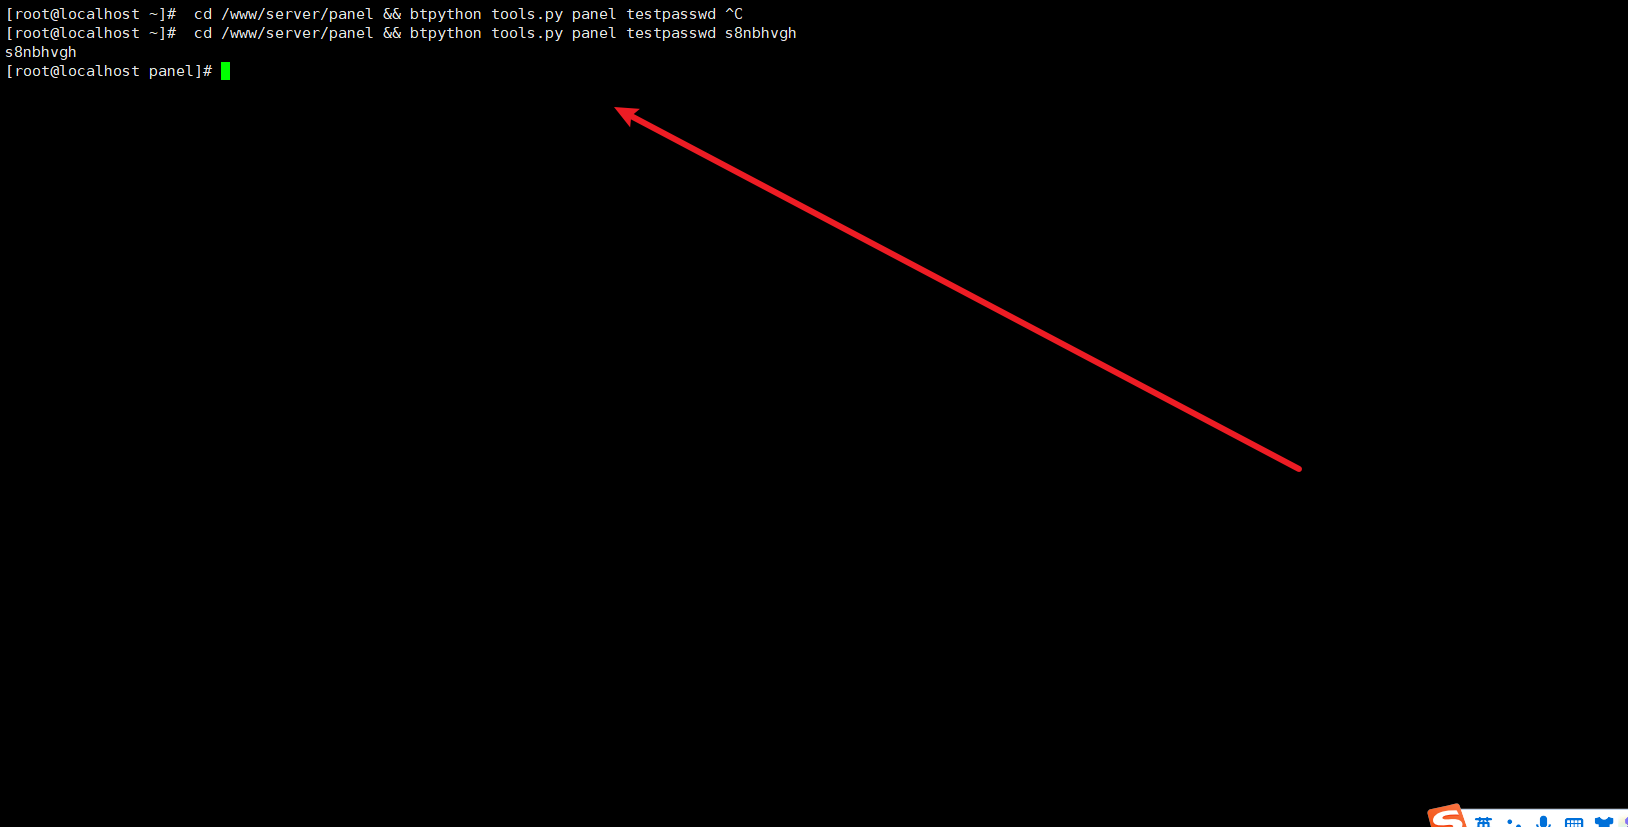 [root@localhost ~]#  cd /www/server/panel && btpython tools.py panel testpasswd ^C
[root@localhost ~]#  cd /www/server/panel && btpython tools.py panel testpasswd s8nbhvgh
s8nbhvgh
[root@localhost panel]#
S 英